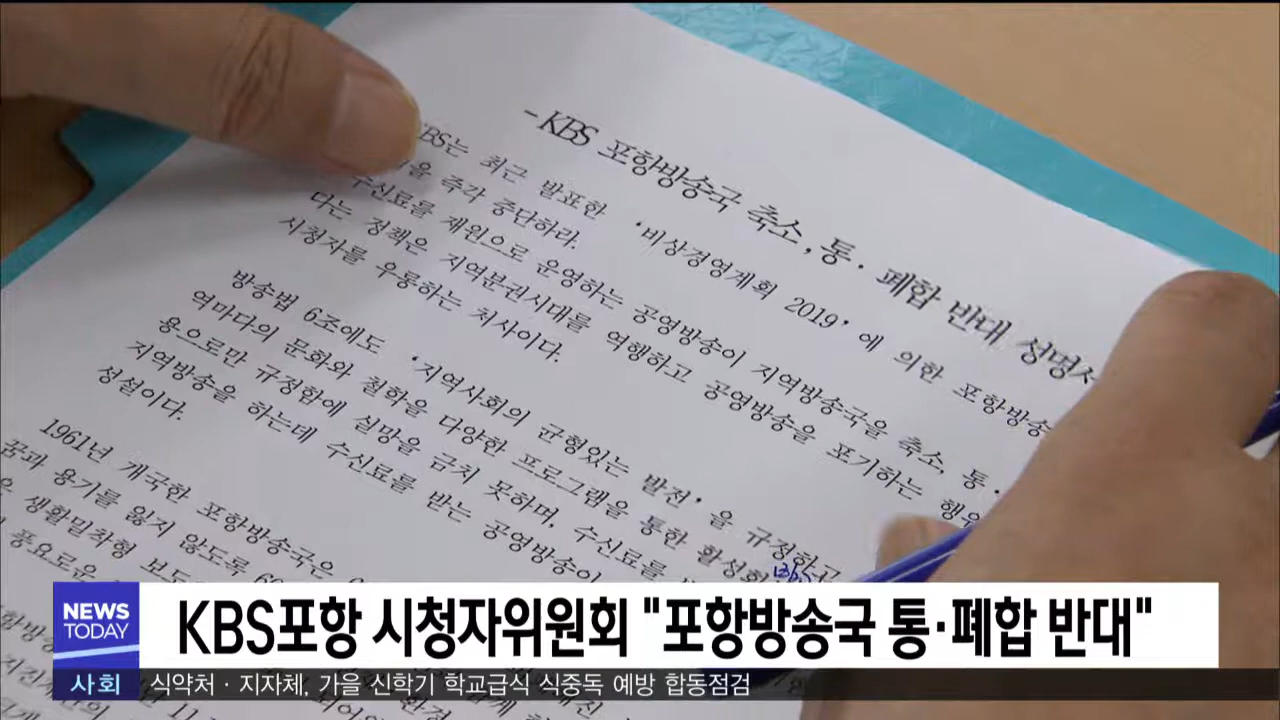 -KBS 포항방송국 축소,통· 폐합 반대 성명서
KBS는 최근 발표한 '비상경영계획 2019' 에 의한 포항방송
을 즉각 중단하라.
수신료를 재원으로 운영하는 공영방송이 지역방송국을 축소, 통·
다는 정책은 지역분권시대를 역행하고 공영방송을 포기하는 행위
시청자를 우롱하는 처사이다.
방송법 6조에도 '지역사회의 균형있는 발전' 을 규정하고
역마다의 문화와 철학을 다양한 프로그램을 통한 활성화
용으로만 규정함에 실망을 금치 못하며, 수신료를
지역방송을 하는데 수신료를 받는 공영방송이
성설이다.
1961년 개국한 포항방송국은
꿈과 용기를 잃지 않도록
생활밀착형 보도
풍요로운
NEWS
TODAY
KBS포항 시청자위원회 "포항방송국 통·폐합 반대"
사회 식약처·지자체, 가을 신학기 학교급식 식중독 예방 합동점검